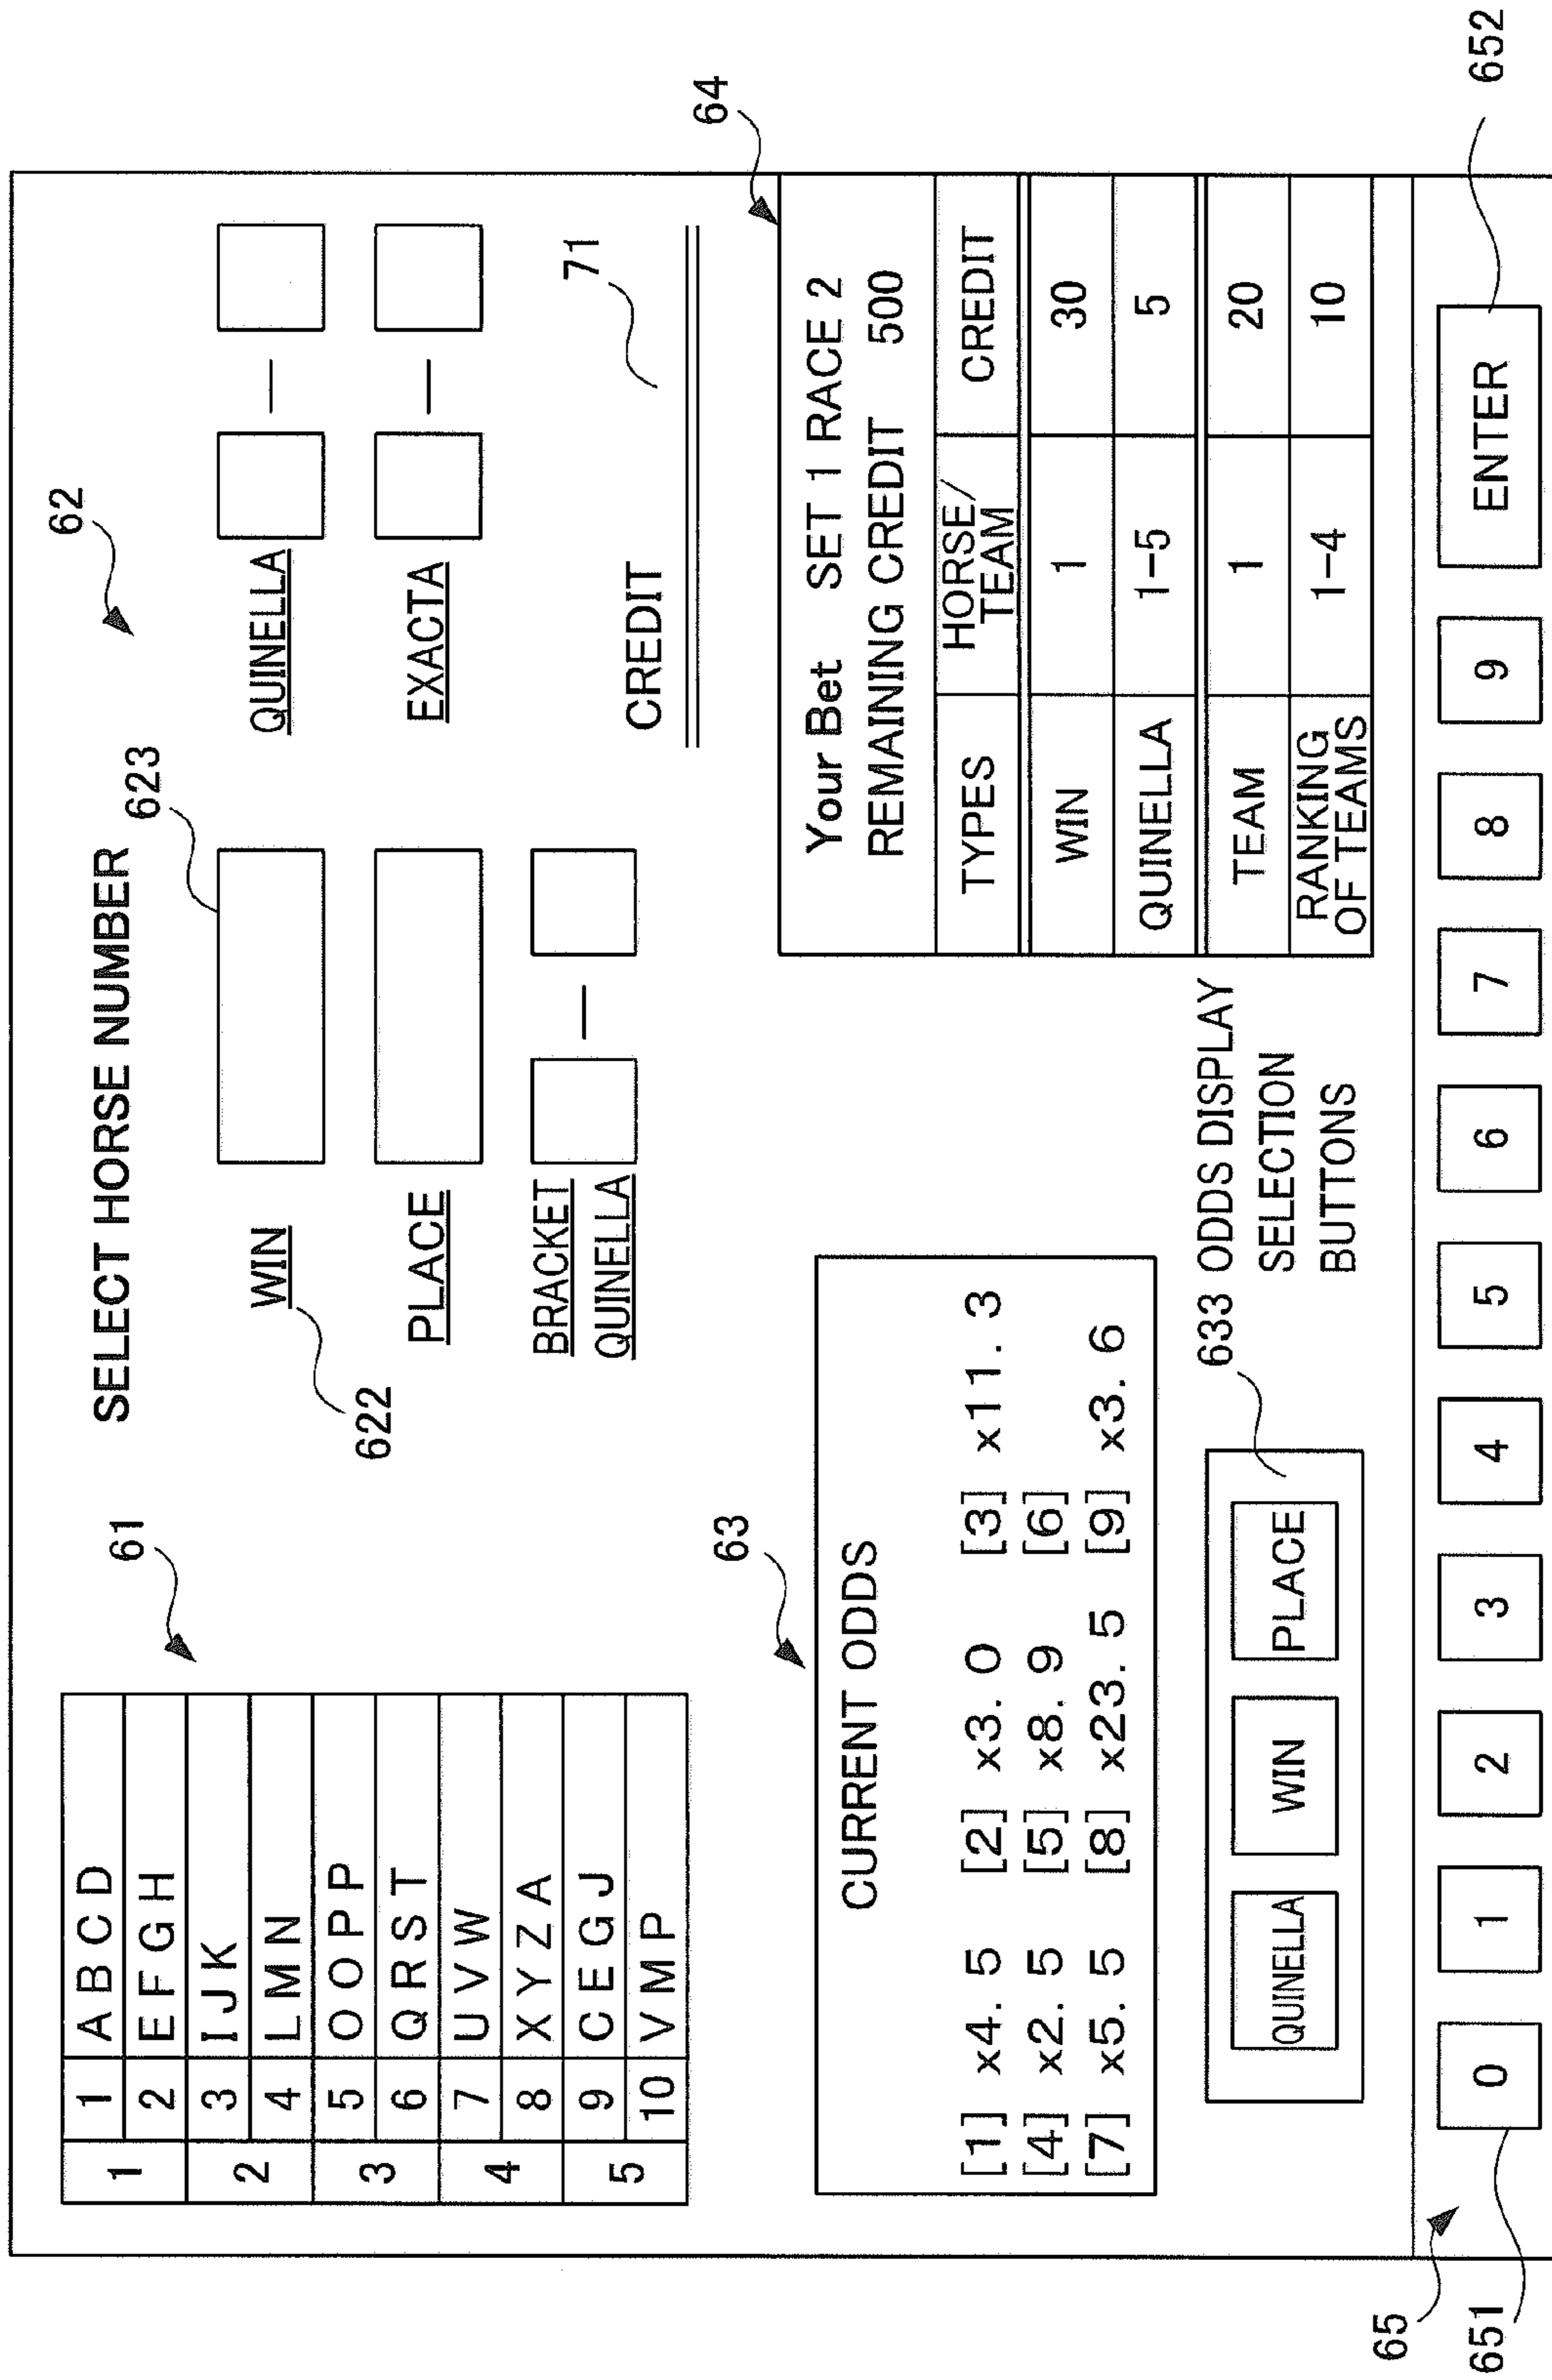 61
1 1 A B C D
2 E F G H
2 3 I J K
4 L M N
3 5 O O P P
6 Q R S T
4 7 U V W
8 X Y Z A
5 9 C E G J
10 V M P
62
SELECT HORSE NUMBER
623
WIN
622
PLACE
BRACKET
QUINELLA
—
QUINELLA —
EXACTA —
CREDIT
71
63
CURRENT ODDS
[1] x4. 5 [2] x3. 0 [3] x11. 3
[4] x2. 5 [5] x8. 9 [6]
[7] x5. 5 [8] x23. 5 [9] x3. 6
QUINELLA WIN PLACE
633 ODDS DISPLAY
SELECTION
BUTTONS
64
Your Bet SET 1 RACE 2
REMAINING CREDIT 500
TYPES HORSE/ CREDIT
TEAM
WIN 1 30
QUINELLA 1-5 5
TEAM 1 20
RANKING 1-4 10
OF TEAMS
65
651
0 1 2 3 4 5 6 7 8 9 ENTER
652